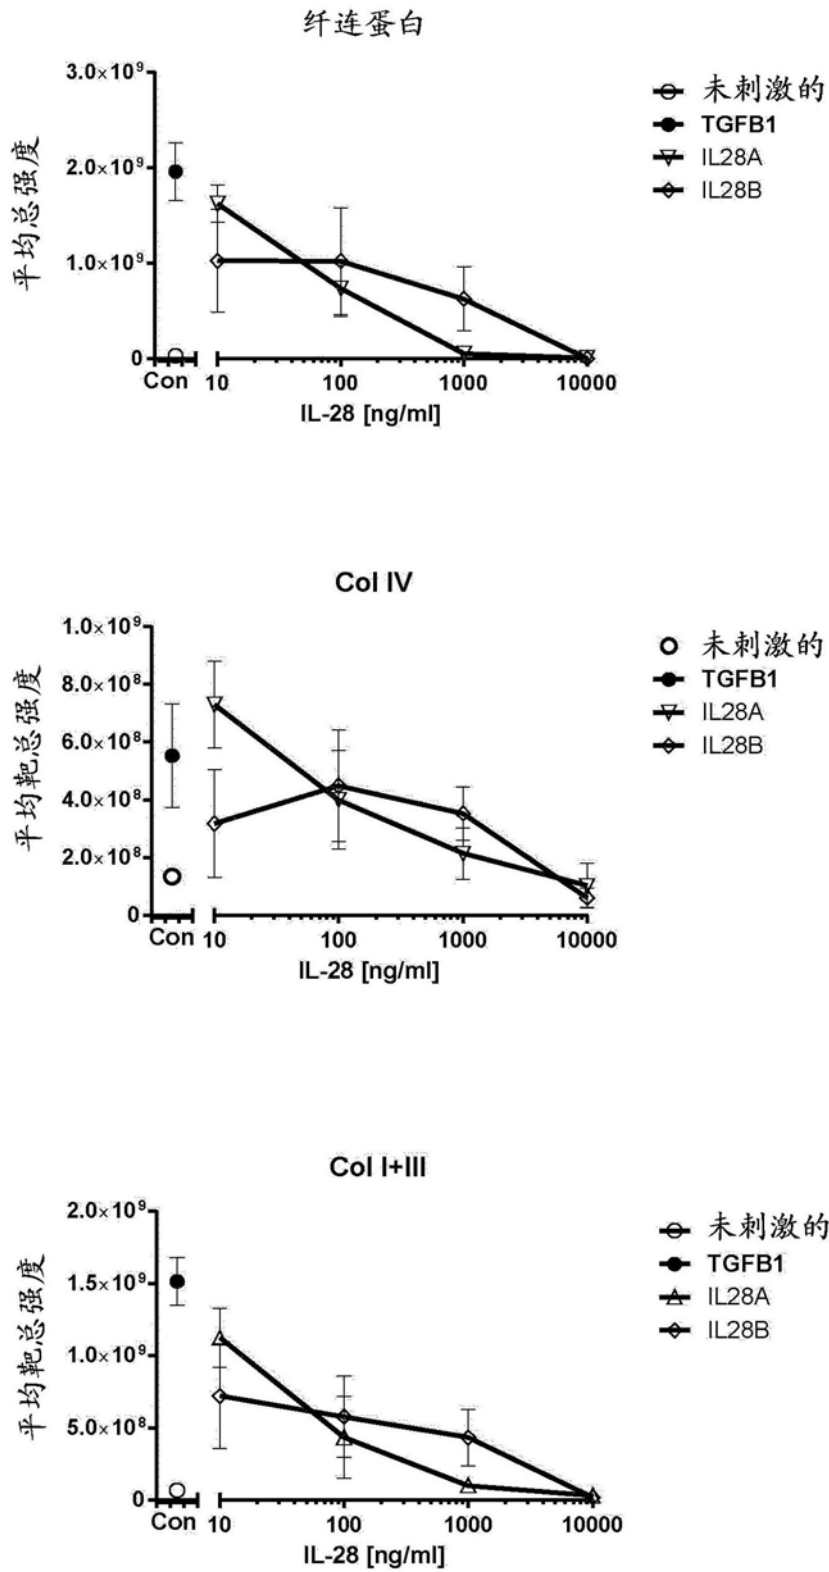 纤连蛋白
平均总强度
3.0×10⁹
2.0×10⁹
1.0×10⁹
0
Con 10 100 1000 10000
IL-28 [ng/ml]
未刺激的
TGFB1
IL28A
IL28B
Col IV
平均靶总强度
1.0×10⁹
8.0×10⁸
6.0×10⁸
4.0×10⁸
2.0×10⁸
0
Con 10 100 1000 10000
IL-28 [ng/ml]
未刺激的
TGFB1
IL28A
IL28B
Col I+III
平均靶总强度
2.0×10⁹
1.5×10⁹
1.0×10⁹
5.0×10⁸
0
Con 10 100 1000 10000
IL-28 [ng/ml]
未刺激的
TGFB1
IL28A
IL28B